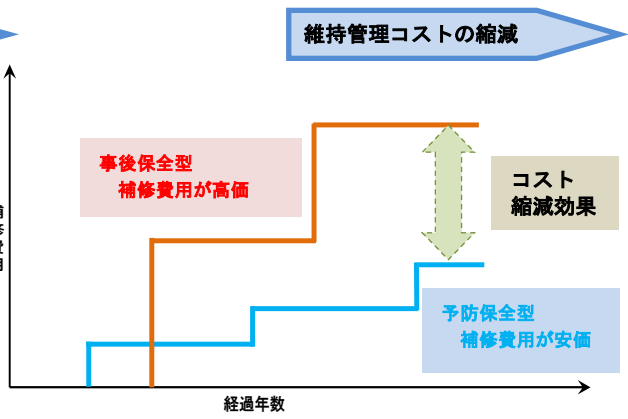 維持管理コストの縮減
事後保全型
補修費用が高価
コスト
縮減効果
予防保全型
補修費用が安価
経過年数